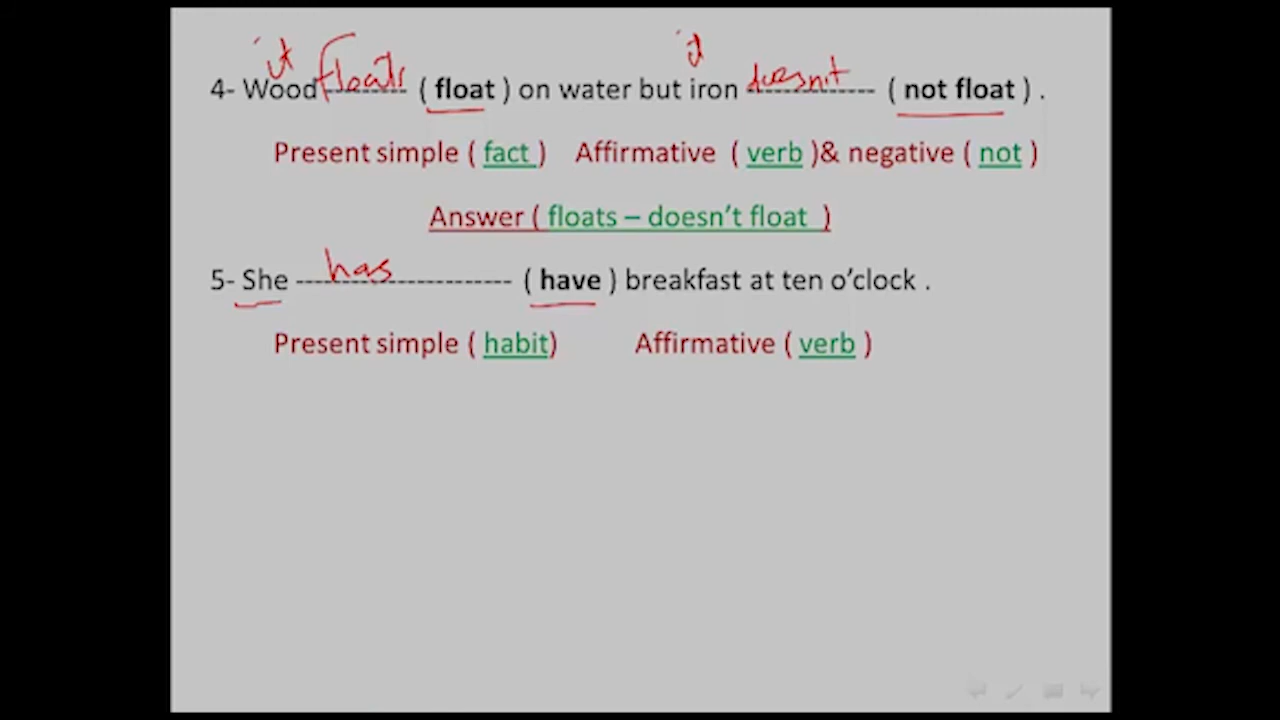 it it
4- Wood floats -------- ( float ) on water but iron doesn't ------------- ( not float ) .
Present simple ( fact ) Affirmative ( verb )& negative ( not )
Answer ( floats – doesn't float )
has
5- She ---------------------- ( have ) breakfast at ten o'clock .
Present simple ( habit) Affirmative ( verb )